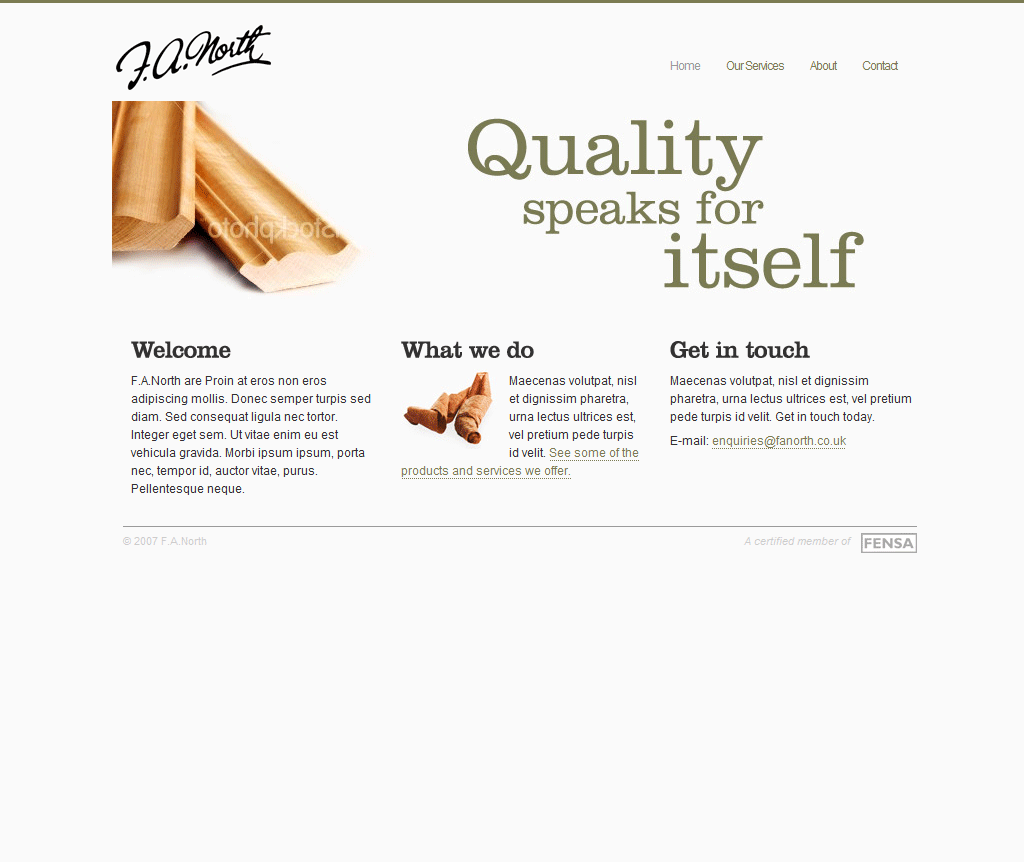 F.A.North
Home Our Services About Contact
Quality
speaks for
itself
Welcome
F.A.North are Proin at eros non eros
adipiscing mollis. Donec semper turpis sed
diam. Sed consequat ligula nec tortor.
Integer eget sem. Ut vitae enim eu est
vehicula gravida. Morbi ipsum ipsum, porta
nec, tempor id, auctor vitae, purus.
Pellentesque neque.
What we do
Maecenas volutpat, nisl
et dignissim pharetra,
urna lectus ultrices est,
vel pretium pede turpis
id velit. See some of the
products and services we offer.
Get in touch
Maecenas volutpat, nisl et dignissim
pharetra, urna lectus ultrices est, vel pretium
pede turpis id velit. Get in touch today.
E-mail: enquiries@fanorth.co.uk
© 2007 F.A.North
A certified member of FENSA